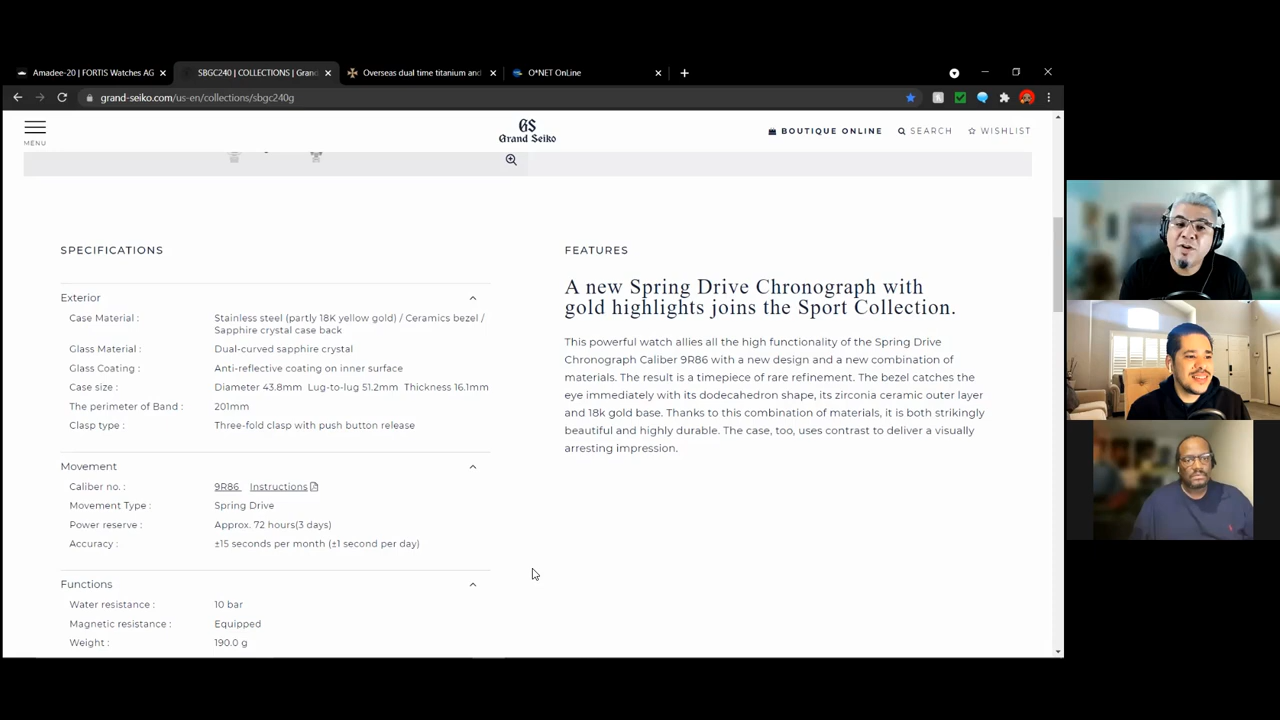 Amadee-20 | FORTIS Watches AG
SBGC240 | COLLECTIONS | Gran
Overseas dual time titanium and
O*NET OnLine
grand-seiko.com/us-en/collections/sbgc240g
MENU
GS
Grand Seiko
BOUTIQUE ONLINE
SEARCH
WISHLIST
SPECIFICATIONS
Exterior
Case Material : Stainless steel (partly 18K yellow gold) / Ceramics bezel /
Sapphire crystal case back
Glass Material : Dual-curved sapphire crystal
Glass Coating : Anti-reflective coating on inner surface
Case size : Diameter 43.8mm Lug-to-lug 51.2mm Thickness 16.1mm
The perimeter of Band : 201mm
Clasp type : Three-fold clasp with push button release
Movement
Caliber no. : 9R86 Instructions
Movement Type : Spring Drive
Power reserve : Approx. 72 hours(3 days)
Accuracy : ±15 seconds per month (±1 second per day)
Functions
Water resistance : 10 bar
Magnetic resistance : Equipped
Weight : 190.0 g
FEATURES
A new Spring Drive Chronograph with
gold highlights joins the Sport Collection.
This powerful watch allies all the high functionality of the Spring Drive
Chronograph Caliber 9R86 with a new design and a new combination of
materials. The result is a timepiece of rare refinement. The bezel catches the
eye immediately with its dodecahedron shape, its zirconia ceramic outer layer
and 18k gold base. Thanks to this combination of materials, it is both strikingly
beautiful and highly durable. The case, too, uses contrast to deliver a visually
arresting impression.